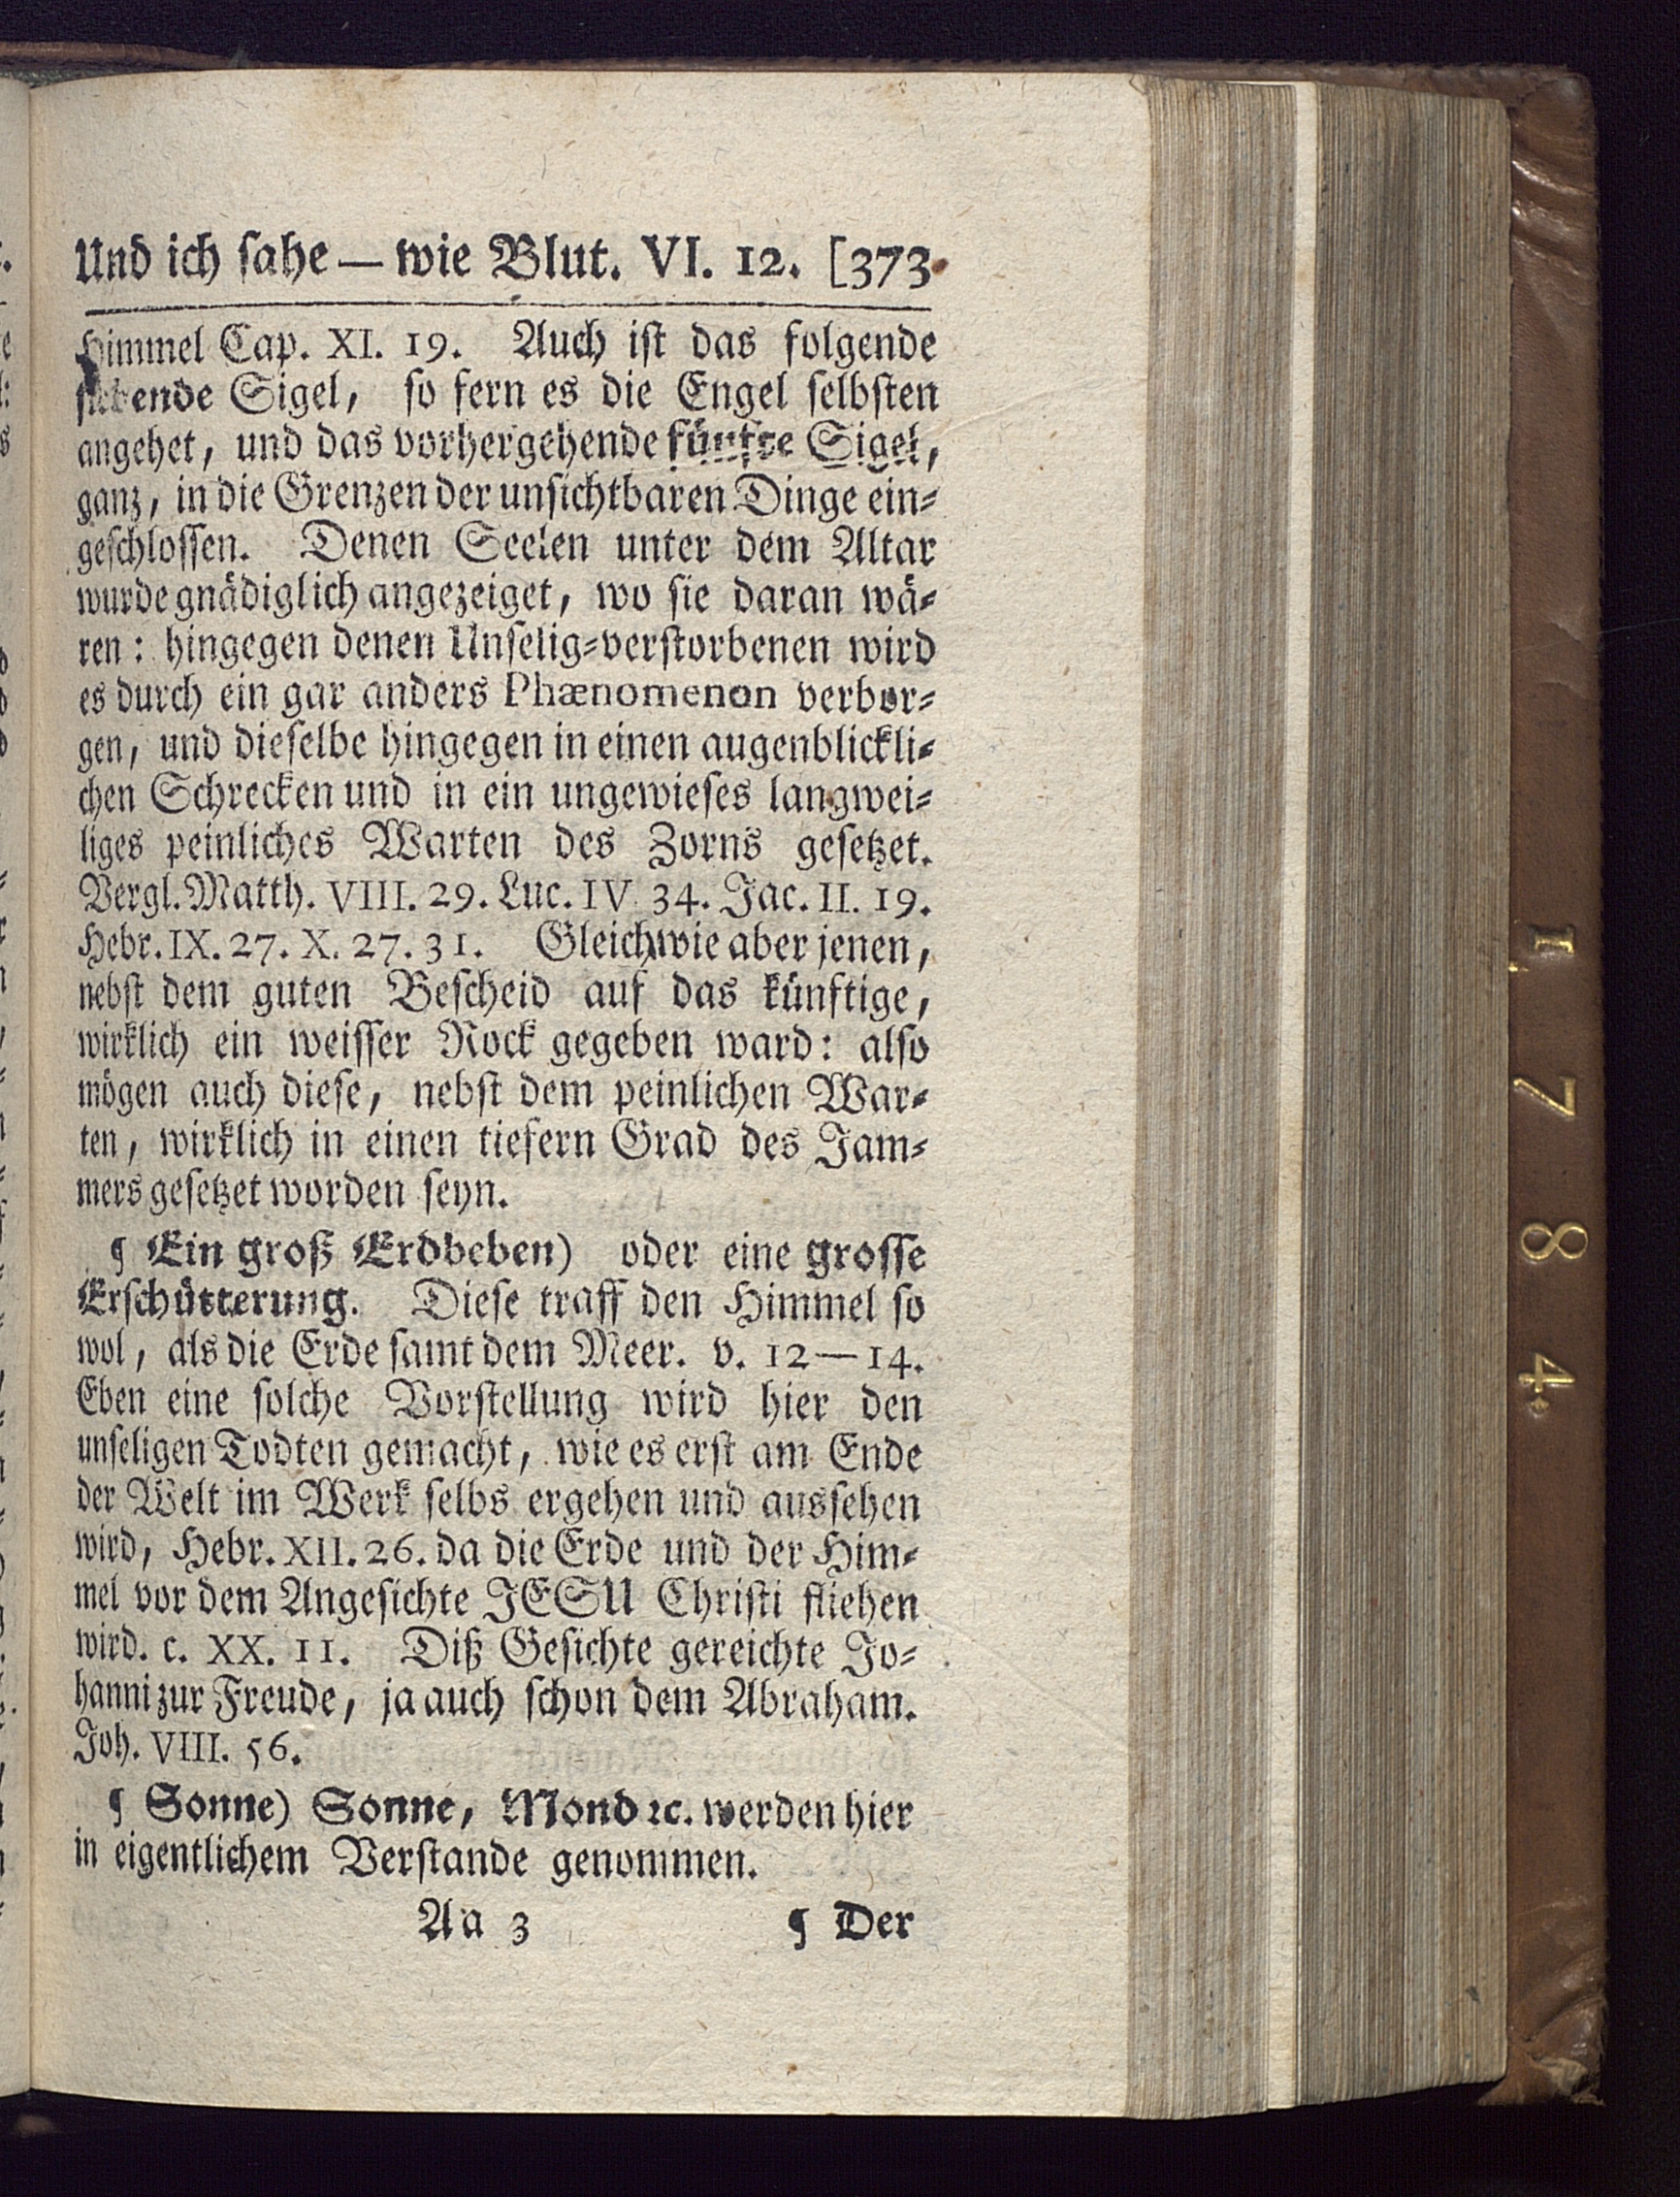 Und ich sahe — wie Blut. VI. 12. [373
Himmel Cap. XI. 19. Auch ist das folgende
siebende Sigel, so fern es die Engel selbsten
angehet, und das vorhergehende fünfte Sigel,
ganz, in die Grenzen der unsichtbaren Dinge ein-
geschlossen. Denen Seelen unter dem Altar
wurde gnädiglich angezeiget, wo sie daran wä-
ren: hingegen denen Unselig-verstorbenen wird
es durch ein gar anders Phænomenon verbor-
gen, und dieselbe hingegen in einen augenblickli-
chen Schrecken und in ein ungewieses langwei-
liges peinliches Warten des Zorns gesetzet.
Vergl. Matth. VIII. 29. Luc. IV 34. Jac. II. 19.
Hebr. IX. 27. X. 27. 31. Gleichwie aber jenen,
nebst dem guten Bescheid auf das künftige,
wirklich ein weisser Rock gegeben ward: also
mögen auch diese, nebst dem peinlichen War-
ten, wirklich in einen tiefern Grad des Jam-
mers gesetzet worden seyn.
¶ Ein groß Erdbeben) oder eine grosse
Erschütterung. Diese traff den Himmel so
wol, als die Erde samt dem Meer. v. 12—14.
Eben eine solche Vorstellung wird hier den
unseligen Todten gemacht, wie es erst am Ende
der Welt im Werk selbs ergehen und aussehen
wird, Hebr. XII. 26. da die Erde und der Him-
mel vor dem Angesichte JESU Christi fliehen
wird. c. XX. 11. Diß Gesichte gereichte Jo-
hanni zur Freude, ja auch schon dem Abraham.
Joh. VIII. 56.
¶ Sonne) Sonne, Mond ꝛc. werden hier
in eigentlichem Verstande genommen.
Aa 3 ¶ Der
1784